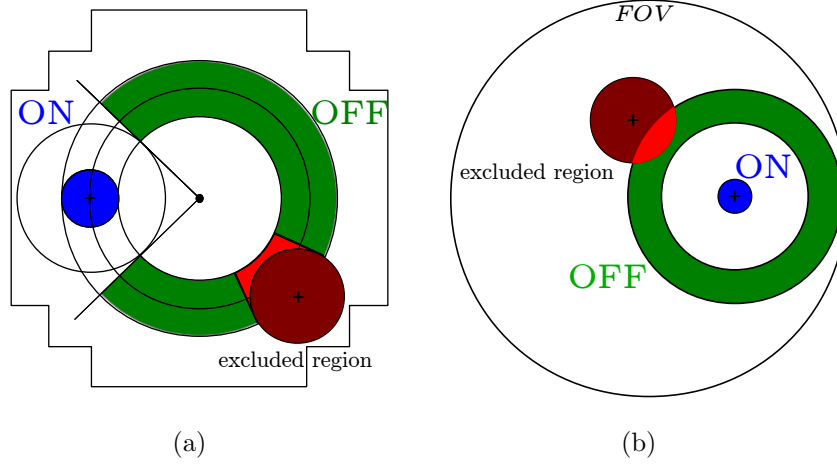 ON
OFF
excluded region
(a)
FOV
excluded region
ON
OFF
(b)